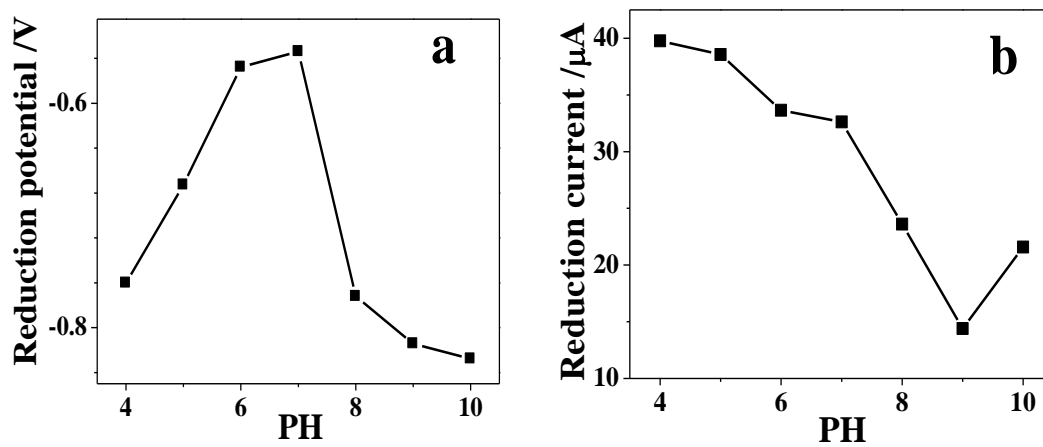 a
Reduction potential /V
-0.6
-0.8
4 6 8 10
PH
b
Reduction current /μA
40
30
20
10
4 6 8 10
PH